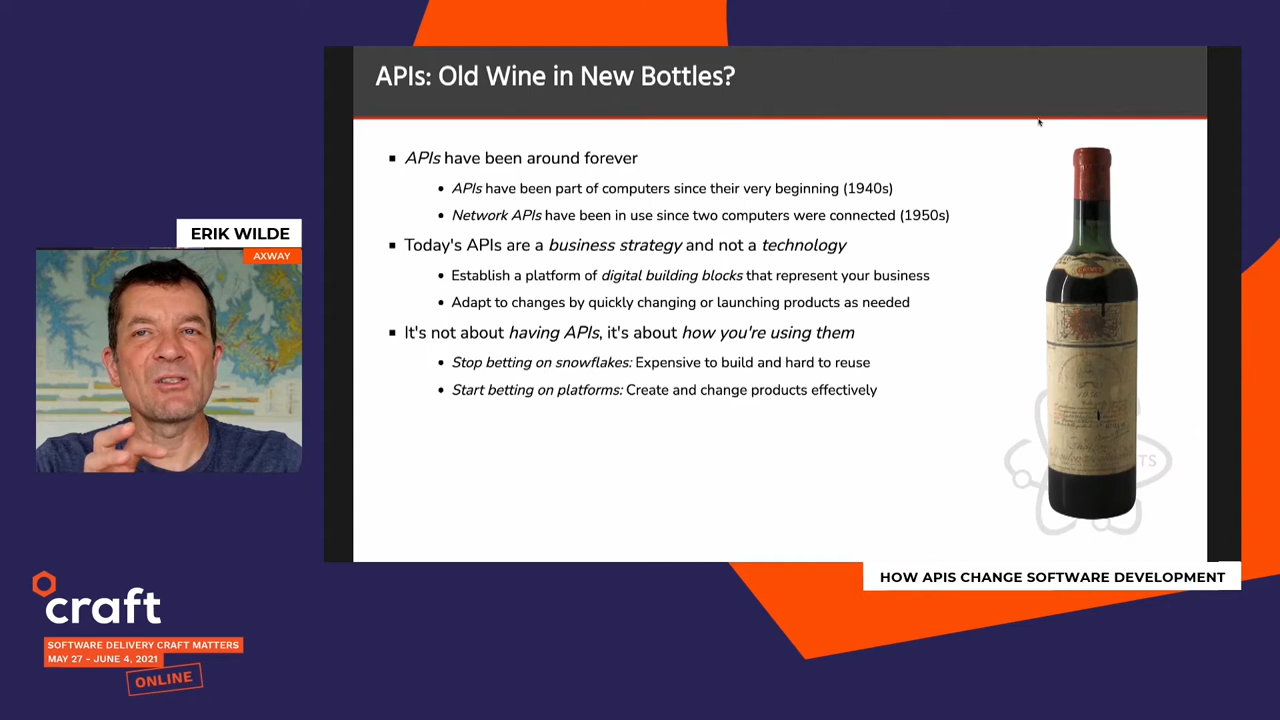 APIs: Old Wine in New Bottles?
APIs have been around forever
APIs have been part of computers since their very beginning (1940s)
Network APIs have been in use since two computers were connected (1950s)
Today's APIs are a business strategy and not a technology
Establish a platform of digital building blocks that represent your business
Adapt to changes by quickly changing or launching products as needed
It's not about having APIs, it's about how you're using them
Stop betting on snowflakes: Expensive to build and hard to reuse
Start betting on platforms: Create and change products effectively
TS
ERIK WILDE
AXWAY
HOW APIS CHANGE SOFTWARE DEVELOPMENT
craft
SOFTWARE DELIVERY CRAFT MATTERS
MAY 27 - JUNE 4, 2021
ONLINE